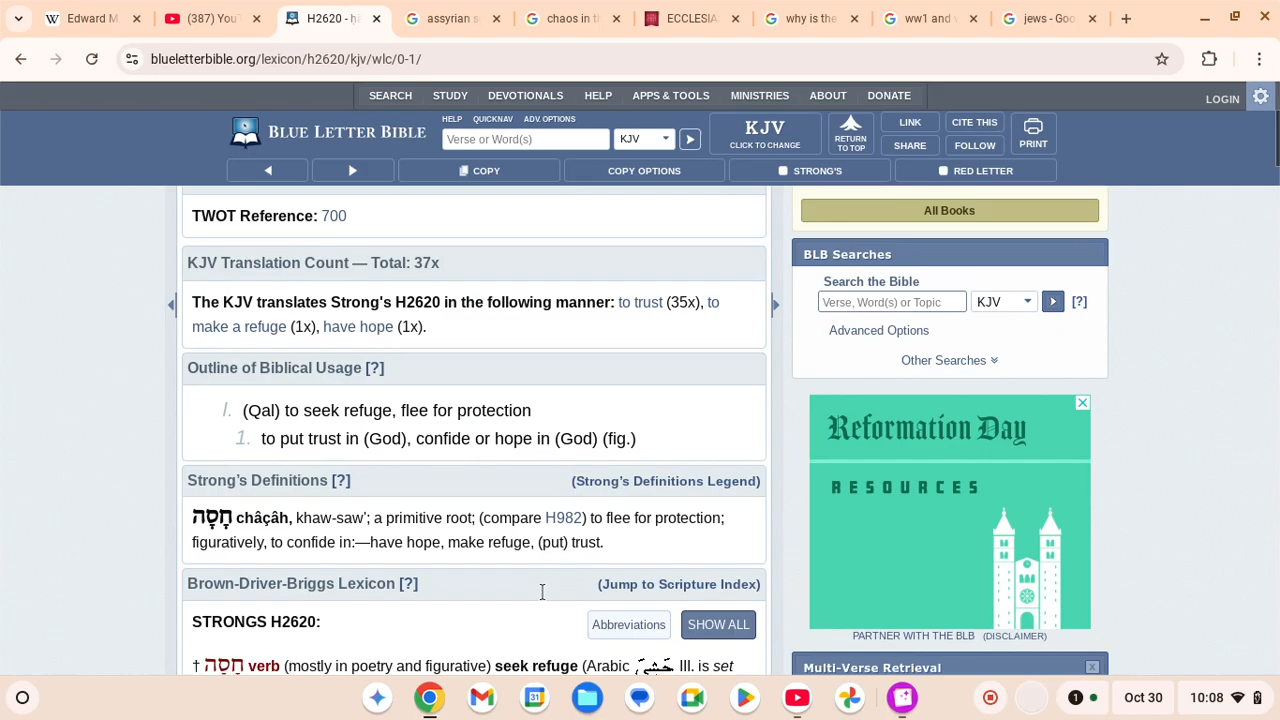 Edward M
(387) YouT
H2620 - ḥā
assyrian s
chaos in th
ECCLESIA
why is the
ww1 and v
jews - Goo
blueletterbible.org/lexicon/h2620/kjv/wlc/0-1/
SEARCH STUDY DEVOTIONALS HELP APPS & TOOLS MINISTRIES ABOUT DONATE
LOGIN
BLUE LETTER BIBLE
HELP QUICKNAV ADV. OPTIONS
Verse or Word(s) KJV
KJV
CLICK TO CHANGE
RETURN
TO TOP
LINK CITE THIS
SHARE FOLLOW
PRINT
COPY COPY OPTIONS STRONG'S RED LETTER
TWOT Reference: 700
KJV Translation Count — Total: 37x
The KJV translates Strong's H2620 in the following manner: to trust (35x), to
make a refuge (1x), have hope (1x).
Outline of Biblical Usage [?]
I. (Qal) to seek refuge, flee for protection
1. to put trust in (God), confide or hope in (God) (fig.)
Strong's Definitions [?] (Strong's Definitions Legend)
חָסָה châçâh, khaw-saw'; a primitive root; (compare H982) to flee for protection;
figuratively, to confide in:—have hope, make refuge, (put) trust.
Brown-Driver-Briggs Lexicon [?] (Jump to Scripture Index)
STRONGS H2620: Abbreviations SHOW ALL
† חָסָה verb (mostly in poetry and figurative) seek refuge (Arabic III. is set
All Books
BLB Searches
Search the Bible
Verse, Word(s) or Topic KJV [?]
Advanced Options
Other Searches
Reformation Day
RESOURCES
PARTNER WITH THE BLB (DISCLAIMER)
Multi-Verse Retrieval x
1 Oct 30 10:08